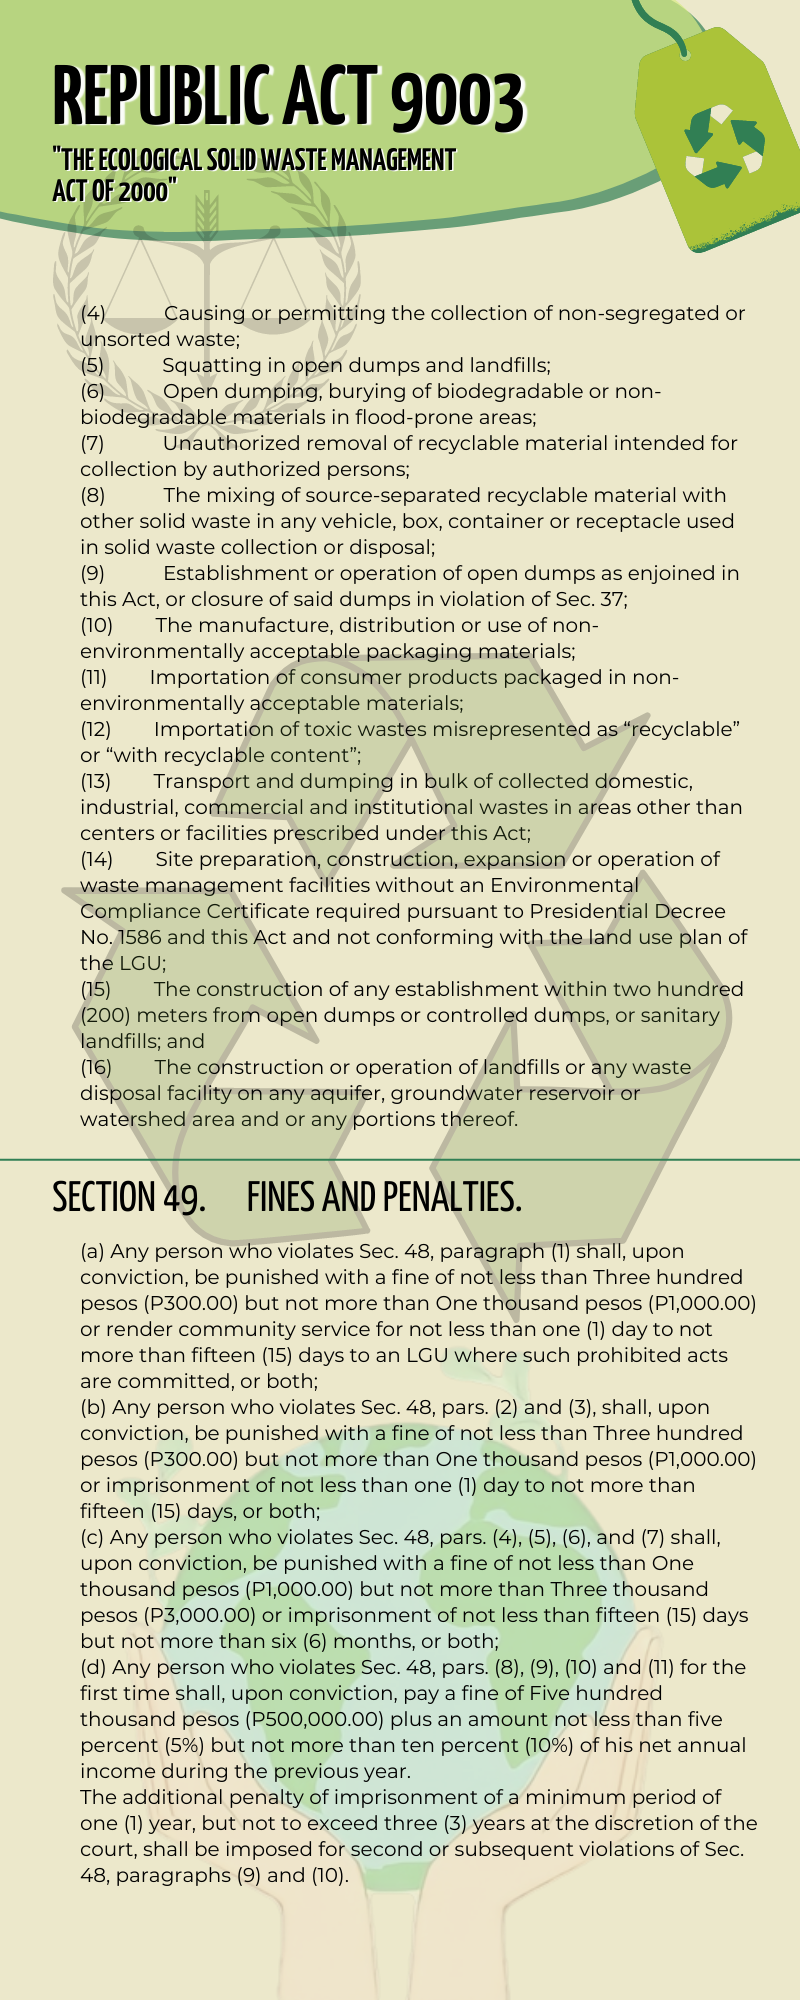 REPUBLIC ACT 9003
"THE ECOLOGICAL SOLID WASTE MANAGEMENT
ACT OF 2000"
(4) Causing or permitting the collection of non-segregated or
unsorted waste;
(5) Squatting in open dumps and landfills;
(6) Open dumping, burying of biodegradable or non-
biodegradable materials in flood-prone areas;
(7) Unauthorized removal of recyclable material intended for
collection by authorized persons;
(8) The mixing of source-separated recyclable material with
other solid waste in any vehicle, box, container or receptacle used
in solid waste collection or disposal;
(9) Establishment or operation of open dumps as enjoined in
this Act, or closure of said dumps in violation of Sec. 37;
(10) The manufacture, distribution or use of non-
environmentally acceptable packaging materials;
(11) Importation of consumer products packaged in non-
environmentally acceptable materials;
(12) Importation of toxic wastes misrepresented as “recyclable”
or “with recyclable content”;
(13) Transport and dumping in bulk of collected domestic,
industrial, commercial and institutional wastes in areas other than
centers or facilities prescribed under this Act;
(14) Site preparation, construction, expansion or operation of
waste management facilities without an Environmental
Compliance Certificate required pursuant to Presidential Decree
No. 1586 and this Act and not conforming with the land use plan of
the LGU;
(15) The construction of any establishment within two hundred
(200) meters from open dumps or controlled dumps, or sanitary
landfills; and
(16) The construction or operation of landfills or any waste
disposal facility on any aquifer, groundwater reservoir or
watershed area and or any portions thereof.
SECTION 49. FINES AND PENALTIES.
(a) Any person who violates Sec. 48, paragraph (1) shall, upon
conviction, be punished with a fine of not less than Three hundred
pesos (P300.00) but not more than One thousand pesos (P1,000.00)
or render community service for not less than one (1) day to not
more than fifteen (15) days to an LGU where such prohibited acts
are committed, or both;
(b) Any person who violates Sec. 48, pars. (2) and (3), shall, upon
conviction, be punished with a fine of not less than Three hundred
pesos (P300.00) but not more than One thousand pesos (P1,000.00)
or imprisonment of not less than one (1) day to not more than
fifteen (15) days, or both;
(c) Any person who violates Sec. 48, pars. (4), (5), (6), and (7) shall,
upon conviction, be punished with a fine of not less than One
thousand pesos (P1,000.00) but not more than Three thousand
pesos (P3,000.00) or imprisonment of not less than fifteen (15) days
but not more than six (6) months, or both;
(d) Any person who violates Sec. 48, pars. (8), (9), (10) and (11) for the
first time shall, upon conviction, pay a fine of Five hundred
thousand pesos (P500,000.00) plus an amount not less than five
percent (5%) but not more than ten percent (10%) of his net annual
income during the previous year.
The additional penalty of imprisonment of a minimum period of
one (1) year, but not to exceed three (3) years at the discretion of the
court, shall be imposed for second or subsequent violations of Sec.
48, paragraphs (9) and (10).